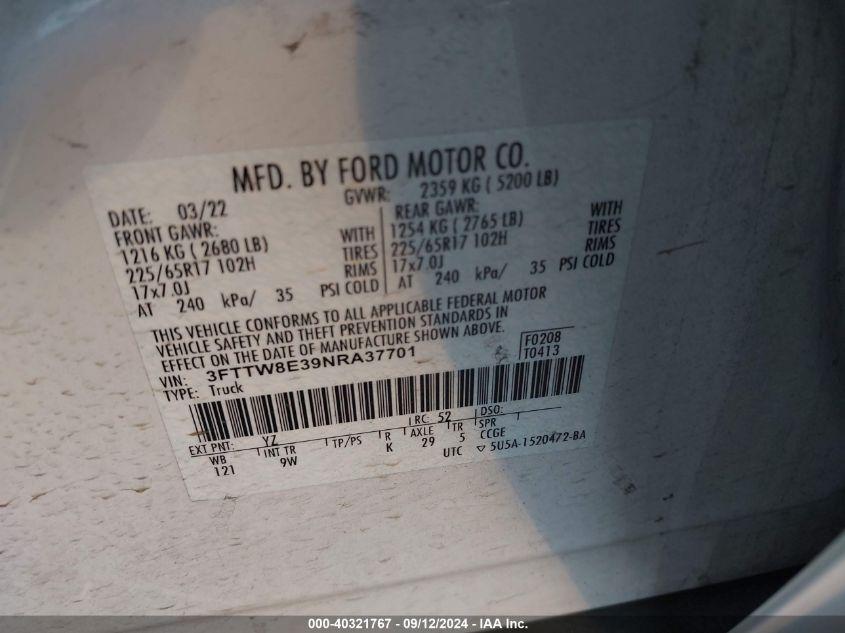 MFD. BY FORD MOTOR CO.
DATE: 03/22 GVWR: 2359 KG ( 5200 LB)
FRONT GAWR: REAR GAWR:
1216 KG ( 2680 LB) WITH 1254 KG ( 2765 LB) WITH
225/65R17 102H TIRES 225/65R17 102H TIRES
17x7.0J RIMS 17x7.0J RIMS
AT 240 kPa/ 35 PSI COLD AT 240 kPa/ 35 PSI COLD
THIS VEHICLE CONFORMS TO ALL APPLICABLE FEDERAL MOTOR
VEHICLE SAFETY AND THEFT PREVENTION STANDARDS IN
EFFECT ON THE DATE OF MANUFACTURE SHOWN ABOVE.
VIN: 3FTTW8E39NRA37701 F0208
TYPE: Truck T0413
EXT PNT: YZ RC: 52 DSO:
WB INT TR TP/PS R AXLE TR SPR
121 9W K 29 5 CCGE
UTC ▽ 5U5A-1520472-BA
000-40321767 - 09/12/2024 - IAA Inc.